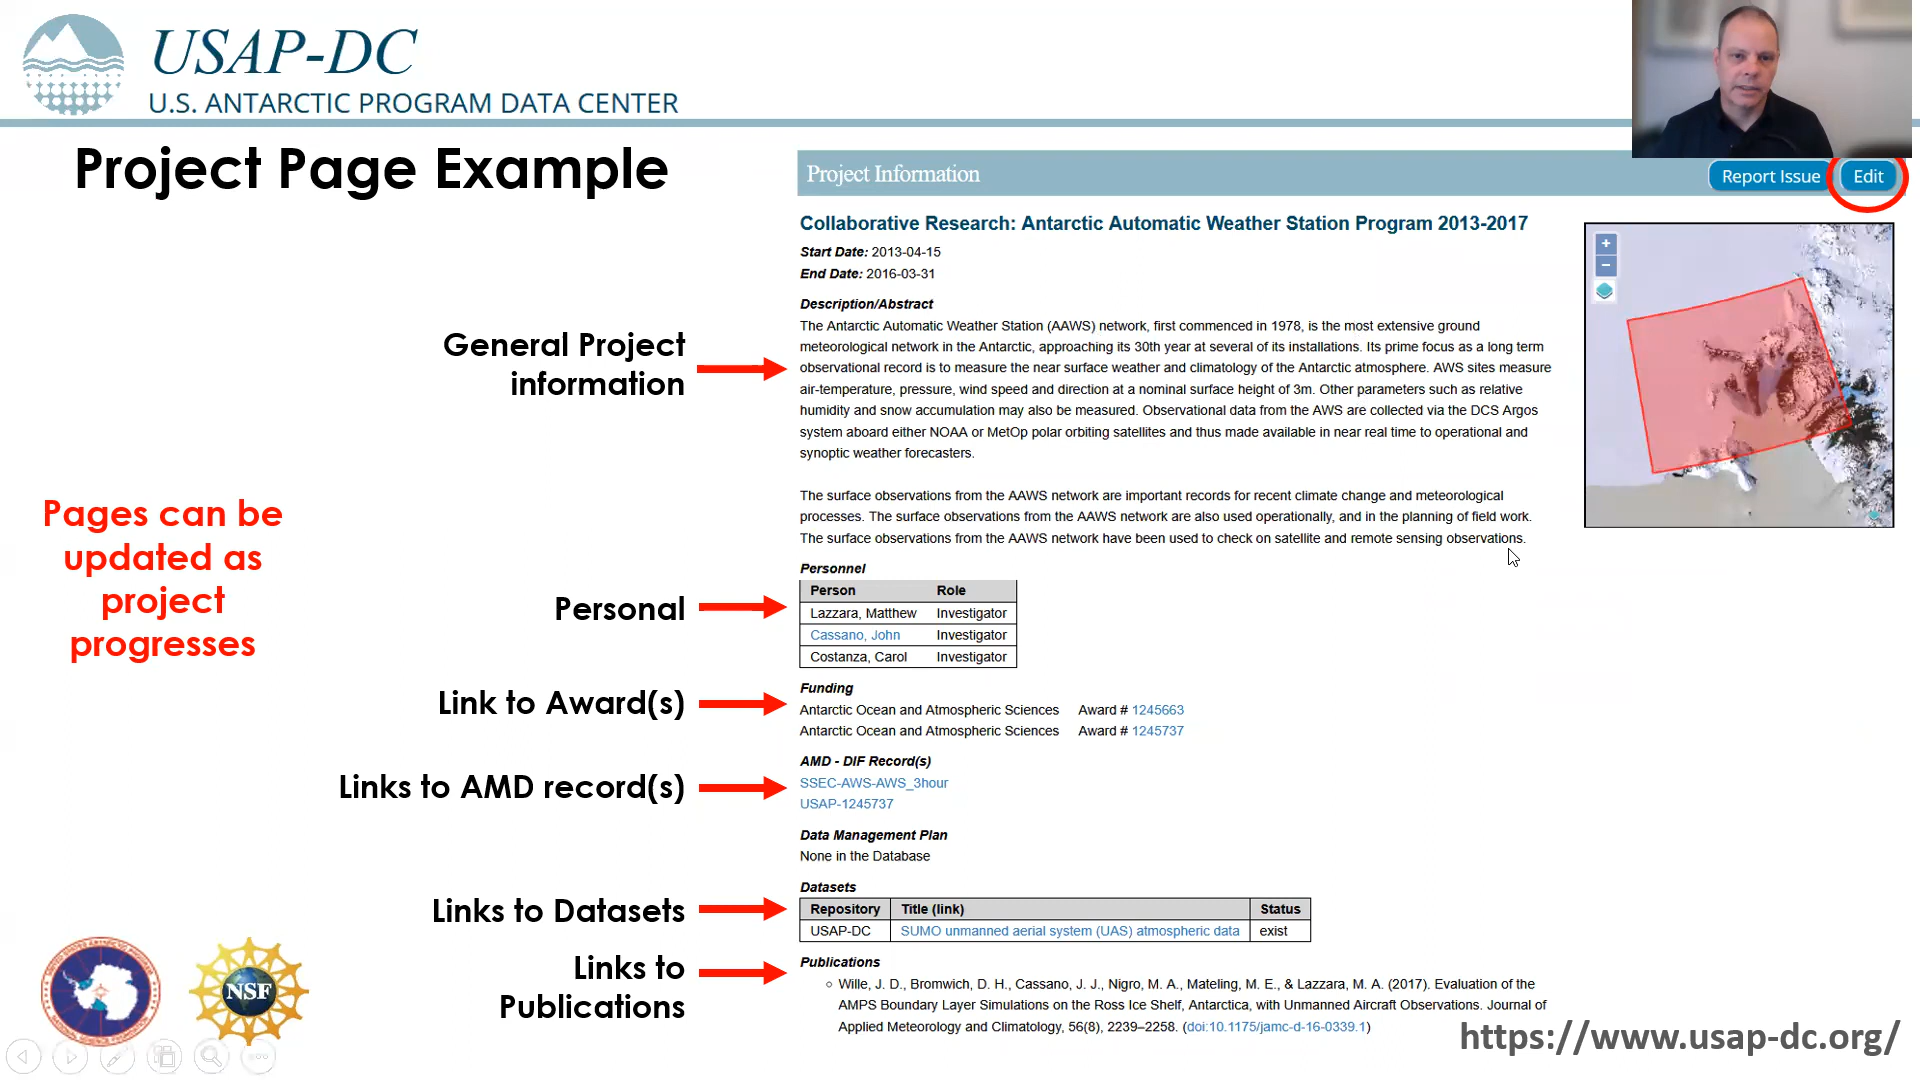 USAP-DC
U.S. ANTARCTIC PROGRAM DATA CENTER
Project Page Example
Project Information
Report Issue
Edit
Collaborative Research: Antarctic Automatic Weather Station Program 2013-2017
Start Date: 2013-04-15
End Date: 2016-03-31
Description/Abstract
The Antarctic Automatic Weather Station (AAWS) network, first commenced in 1978, is the most extensive ground
meteorological network in the Antarctic, approaching its 30th year at several of its installations. Its prime focus as a long term
observational record is to measure the near surface weather and climatology of the Antarctic atmosphere. AWS sites measure
air-temperature, pressure, wind speed and direction at a nominal surface height of 3m. Other parameters such as relative
humidity and snow accumulation may also be measured. Observational data from the AWS are collected via the DCS Argos
system aboard either NOAA or MetOp polar orbiting satellites and thus made available in near real time to operational and
synoptic weather forecasters.
The surface observations from the AAWS network are important records for recent climate change and meteorological
processes. The surface observations from the AAWS network are also used operationally, and in the planning of field work.
The surface observations from the AAWS network have been used to check on satellite and remote sensing observations.
General Project
information
Pages can be
updated as
project
progresses
Personal
Personnel
Person Role
Lazzara, Matthew Investigator
Cassano, John Investigator
Costanza, Carol Investigator
Link to Award(s)
Funding
Antarctic Ocean and Atmospheric Sciences Award # 1245663
Antarctic Ocean and Atmospheric Sciences Award # 1245737
Links to AMD record(s)
AMD - DIF Record(s)
SSEC-AWS-AWS_3hour
USAP-1245737
Data Management Plan
None in the Database
Links to Datasets
Datasets
Repository Title (link) Status
USAP-DC SUMO unmanned aerial system (UAS) atmospheric data exist
Links to
Publications
Publications
Wille, J. D., Bromwich, D. H., Cassano, J. J., Nigro, M. A., Mateling, M. E., & Lazzara, M. A. (2017). Evaluation of the
AMPS Boundary Layer Simulations on the Ross Ice Shelf, Antarctica, with Unmanned Aircraft Observations. Journal of
Applied Meteorology and Climatology, 56(8), 2239–2258. (doi:10.1175/jamc-d-16-0339.1)
NSF
https://www.usap-dc.org/